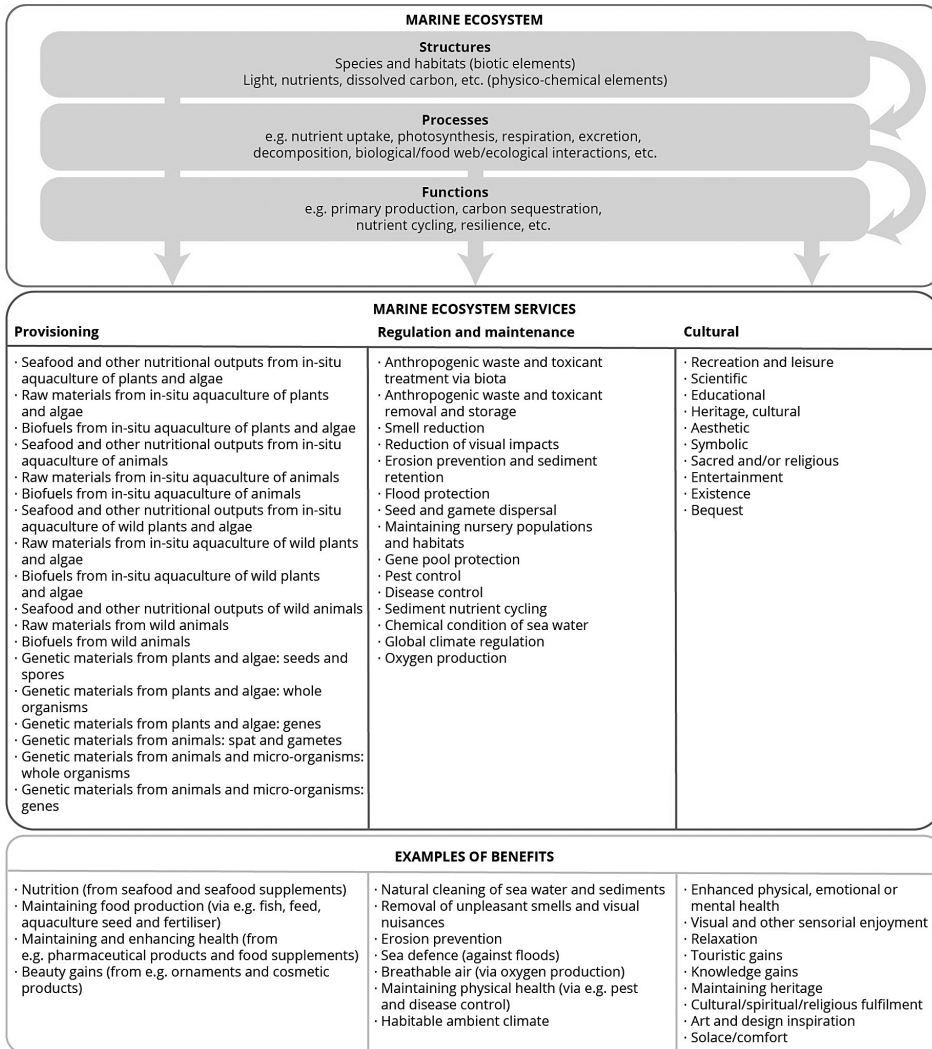 MARINE ECOSYSTEM
Structures
Species and habitats (biotic elements)
Light, nutrients, dissolved carbon, etc. (physico-chemical elements)
Processes
e.g. nutrient uptake, photosynthesis, respiration, excretion,
decomposition, biological/food web/ecological interactions, etc.
Functions
e.g. primary production, carbon sequestration,
nutrient cycling, resilience, etc.
MARINE ECOSYSTEM SERVICES
Provisioning
· Seafood and other nutritional outputs from in-situ
aquaculture of plants and algae
· Raw materials from in-situ aquaculture of plants
and algae
· Biofuels from in-situ aquaculture of plants and algae
· Seafood and other nutritional outputs from in-situ
aquaculture of animals
· Raw materials from in-situ aquaculture of animals
· Biofuels from in-situ aquaculture of animals
· Seafood and other nutritional outputs from in-situ
aquaculture of wild plants and algae
· Raw materials from in-situ aquaculture of wild plants
and algae
· Biofuels from in-situ aquaculture of wild plants
and algae
· Seafood and other nutritional outputs of wild animals
· Raw materials from wild animals
· Biofuels from wild animals
· Genetic materials from plants and algae: seeds and
spores
· Genetic materials from plants and algae: whole
organisms
· Genetic materials from plants and algae: genes
· Genetic materials from animals: spat and gametes
· Genetic materials from animals and micro-organisms:
whole organisms
· Genetic materials from animals and micro-organisms:
genes
Regulation and maintenance
· Anthropogenic waste and toxicant
treatment via biota
· Anthropogenic waste and toxicant
removal and storage
· Smell reduction
· Reduction of visual impacts
· Erosion prevention and sediment
retention
· Flood protection
· Seed and gamete dispersal
· Maintaining nursery populations
and habitats
· Gene pool protection
· Pest control
· Disease control
· Sediment nutrient cycling
· Chemical condition of sea water
· Global climate regulation
· Oxygen production
Cultural
· Recreation and leisure
· Scientific
· Educational
· Heritage, cultural
· Aesthetic
· Symbolic
· Sacred and/or religious
· Entertainment
· Existence
· Bequest
EXAMPLES OF BENEFITS
· Nutrition (from seafood and seafood supplements)
· Maintaining food production (via e.g. fish, feed,
aquaculture seed and fertiliser)
· Maintaining and enhancing health (from
e.g. pharmaceutical products and food supplements)
· Beauty gains (from e.g. ornaments and cosmetic
products)
· Natural cleaning of sea water and sediments
· Removal of unpleasant smells and visual
nuisances
· Erosion prevention
· Sea defence (against floods)
· Breathable air (via oxygen production)
· Maintaining physical health (via e.g. pest
and disease control)
· Habitable ambient climate
· Enhanced physical, emotional or
mental health
· Visual and other sensorial enjoyment
· Relaxation
· Touristic gains
· Knowledge gains
· Maintaining heritage
· Cultural/spiritual/religious fulfilment
· Art and design inspiration
· Solace/comfort